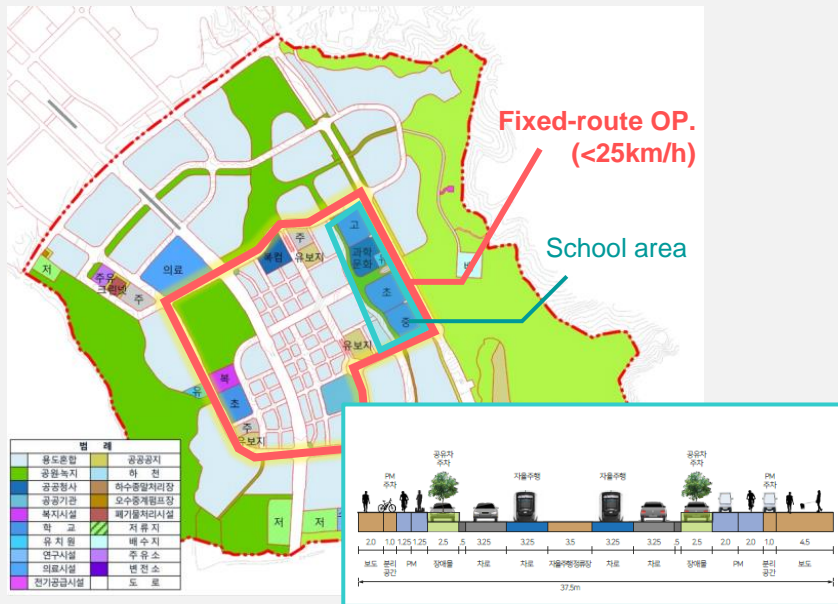 Fixed-route OP.
(<25km/h)
School area
고
과학
문화
초
중
주
복컴
유보지
의료
저
주유
크린넷
주
유보지
복
유
초
주
유보지
저
저
범 례
용도혼합
공공공지
공원·녹지
하 천
공공청사
하수종말처리장
공공기관
오수중계펌프장
복지시설
폐기물처리시설
학 교
저 류 지
유 치 원
배 수 지
연구시설
주 유 소
의료시설
변 전 소
전기공급시설
도 로
PM
주차
공유차
주차
자율주행
자율주행
공유차
주차
PM
주차
2.0 1.0 1.25 1.25 2.5 .5 3.25 3.25 3.5 3.25 3.25 .5 2.5 2.0 2.0 1.0 4.5
보도 분리
공간 PM 장애물 차로 차로 자율주행정류장 차로 차로 장애물 PM 분리
공간 보도
37.5m